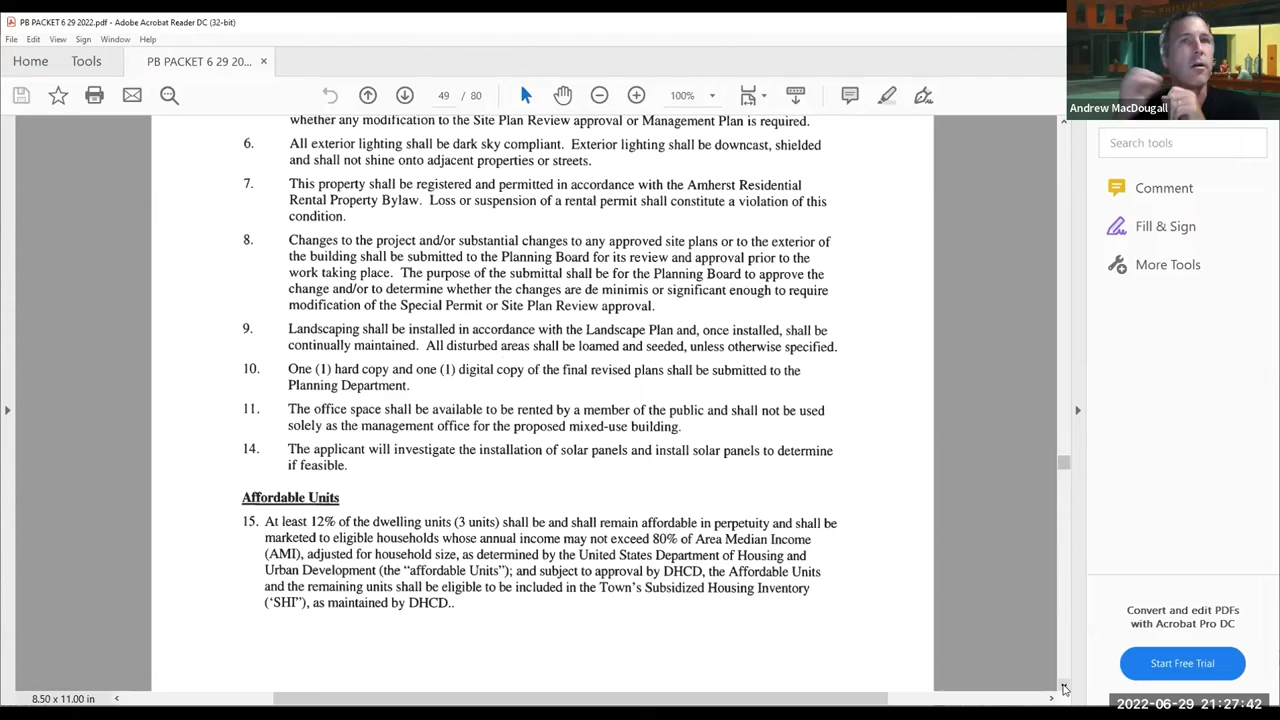 PB PACKET 6 29 2022.pdf - Adobe Acrobat Reader DC (32-bit)
File Edit View Sign Window Help
Home Tools PB PACKET 6 29 20... ×
49 / 80 100%
whether any modification to the Site Plan Review approval or Management Plan is required.
6. All exterior lighting shall be dark sky compliant. Exterior lighting shall be downcast, shielded
and shall not shine onto adjacent properties or streets.
7. This property shall be registered and permitted in accordance with the Amherst Residential
Rental Property Bylaw. Loss or suspension of a rental permit shall constitute a violation of this
condition.
8. Changes to the project and/or substantial changes to any approved site plans or to the exterior of
the building shall be submitted to the Planning Board for its review and approval prior to the
work taking place. The purpose of the submittal shall be for the Planning Board to approve the
change and/or to determine whether the changes are de minimis or significant enough to require
modification of the Special Permit or Site Plan Review approval.
9. Landscaping shall be installed in accordance with the Landscape Plan and, once installed, shall be
continually maintained. All disturbed areas shall be loamed and seeded, unless otherwise specified.
10. One (1) hard copy and one (1) digital copy of the final revised plans shall be submitted to the
Planning Department.
11. The office space shall be available to be rented by a member of the public and shall not be used
solely as the management office for the proposed mixed-use building.
14. The applicant will investigate the installation of solar panels and install solar panels to determine
if feasible.
Affordable Units
15. At least 12% of the dwelling units (3 units) shall be and shall remain affordable in perpetuity and shall be
marketed to eligible households whose annual income may not exceed 80% of Area Median Income
(AMI), adjusted for household size, as determined by the United States Department of Housing and
Urban Development (the “affordable Units”); and subject to approval by DHCD, the Affordable Units
and the remaining units shall be eligible to be included in the Town’s Subsidized Housing Inventory
(‘SHI”), as maintained by DHCD..
8.50 x 11.00 in
Andrew MacDougall
Search tools
Comment
Fill & Sign
More Tools
Convert and edit PDFs
with Acrobat Pro DC
Start Free Trial
2022-06-29 21:27:42